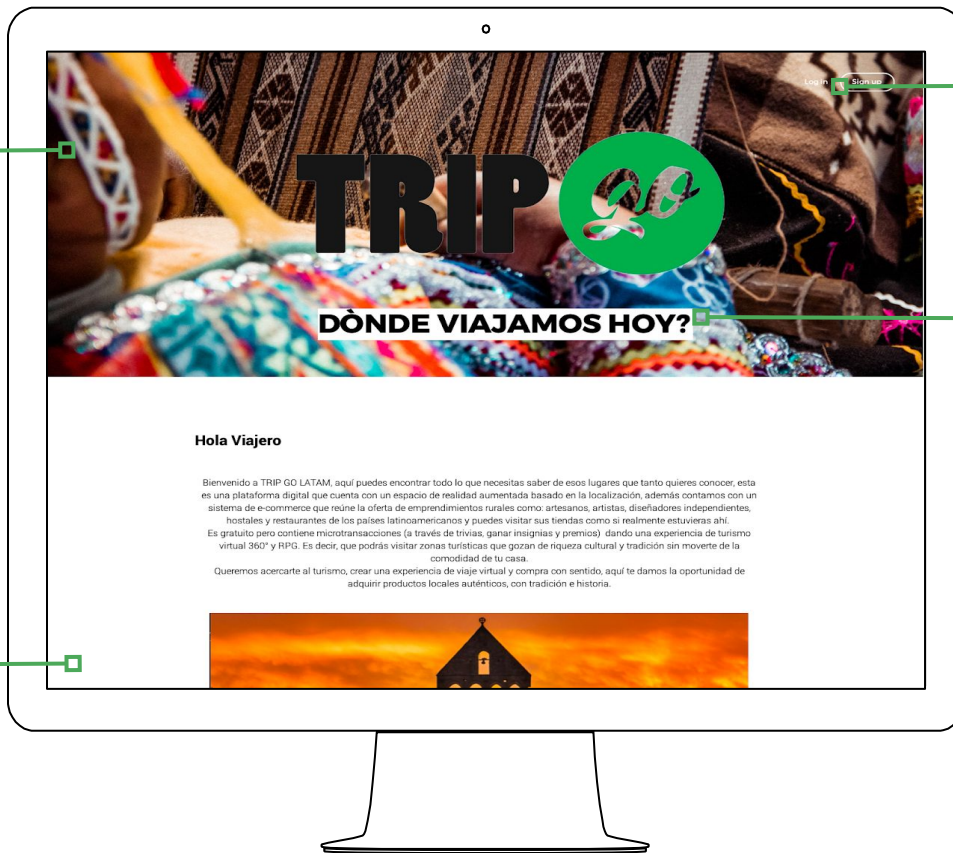 Log in Sign up
TRIP go
DÒNDE VIAJAMOS HOY?
Hola Viajero
Bienvenido a TRIP GO LATAM, aquí puedes encontrar todo lo que necesitas saber de esos lugares que tanto quieres conocer, esta
es una plataforma digital que cuenta con un espacio de realidad aumentada basado en la localización, además contamos con un
sistema de e-commerce que reúne la oferta de emprendimientos rurales como: artesanos, artistas, diseñadores independientes,
hostales y restaurantes de los países latinoamericanos y puedes visitar sus tiendas como si realmente estuvieras ahí.
Es gratuito pero contiene microtransacciones (a través de trivias, ganar insignias y premios) dando una experiencia de turismo
virtual 360° y RPG. Es decir, que podrás visitar zonas turísticas que gozan de riqueza cultural y tradición sin moverte de la
comodidad de tu casa.
Queremos acercarte al turismo, crear una experiencia de viaje virtual y compra con sentido, aquí te damos la oportunidad de
adquirir productos locales auténticos, con tradición e historia.